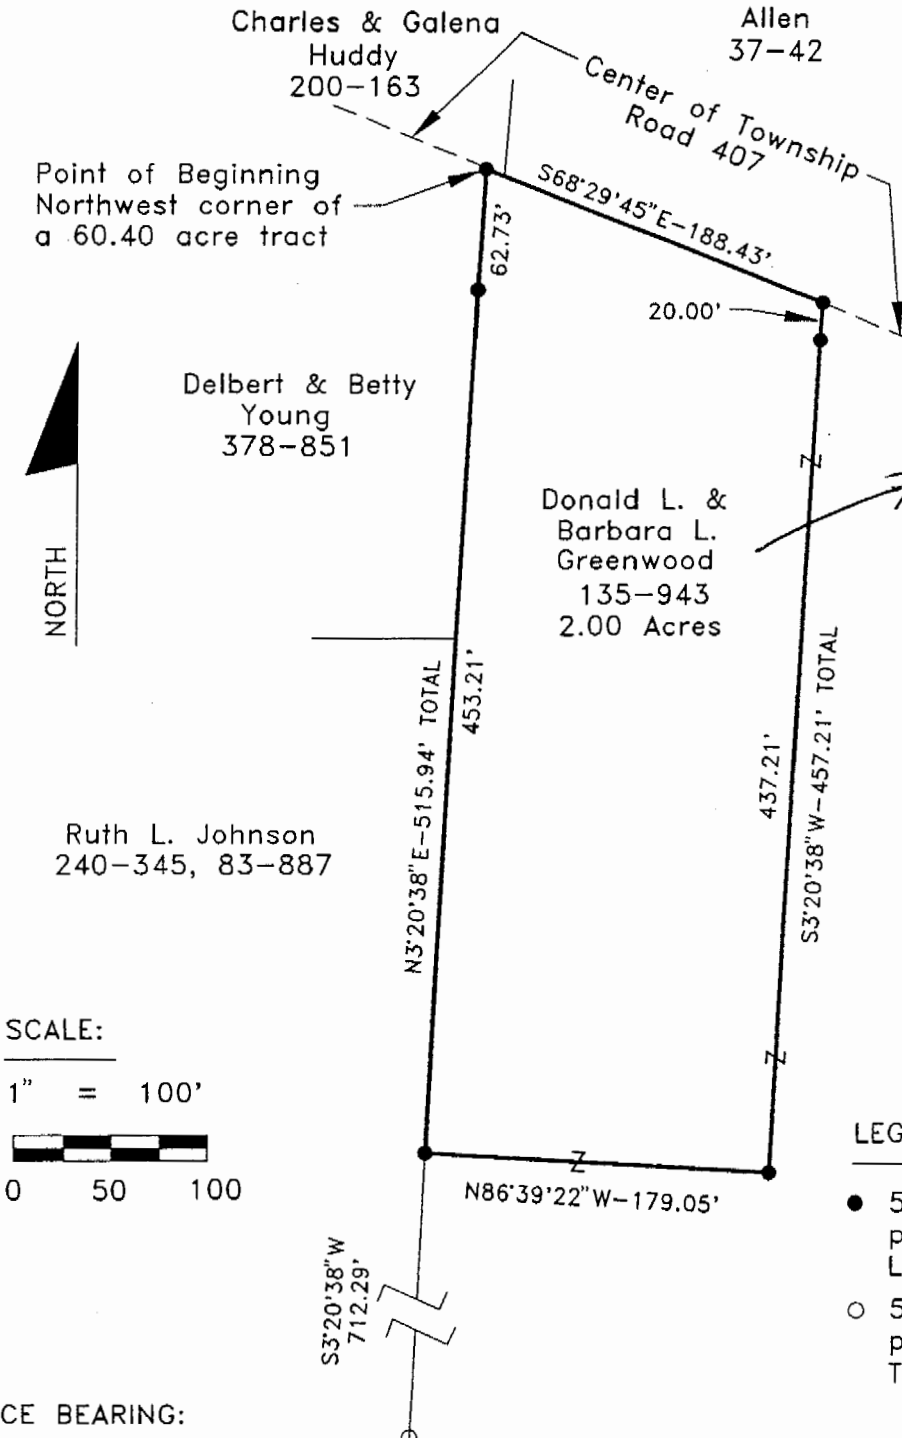 Charles & Galena
Huddy
200-163
Allen
37-42
Center of Township
Road 407
Point of Beginning
Northwest corner of
a 60.40 acre tract
S68°29'45"E-188.43'
62.73'
20.00'
Delbert & Betty
Young
378-851
NORTH
Donald L. &
Barbara L.
Greenwood
135-943
2.00 Acres
N3°20'38"E-515.94' TOTAL
453.21'
437.21'
S3°20'38"W-457.21' TOTAL
Ruth L. Johnson
240-345, 83-887
SCALE:
1" = 100'
0 50 100
N86°39'22"W-179.05'
S3°20'38"W
712.29'
LEG
5
p
L
5
p
T
CE BEARING: